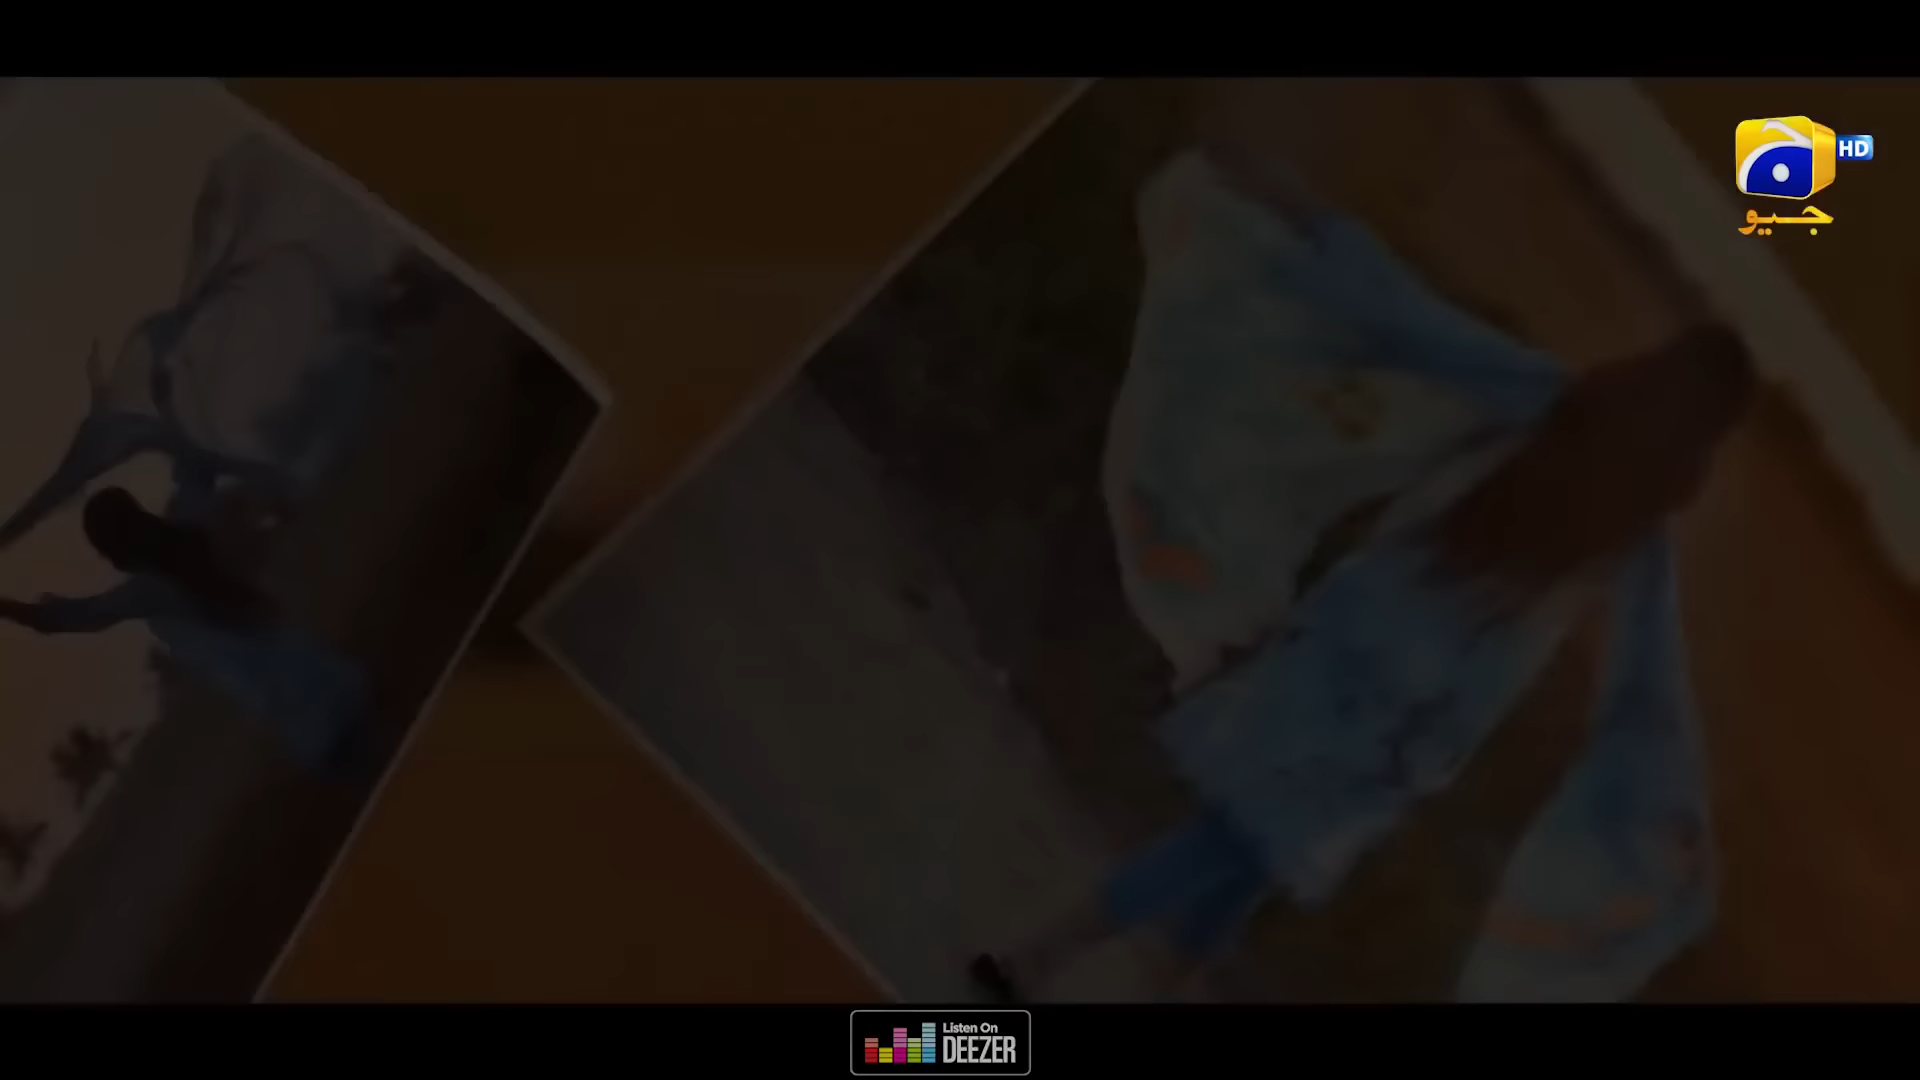 HD
جیو
Listen On
DEEZER